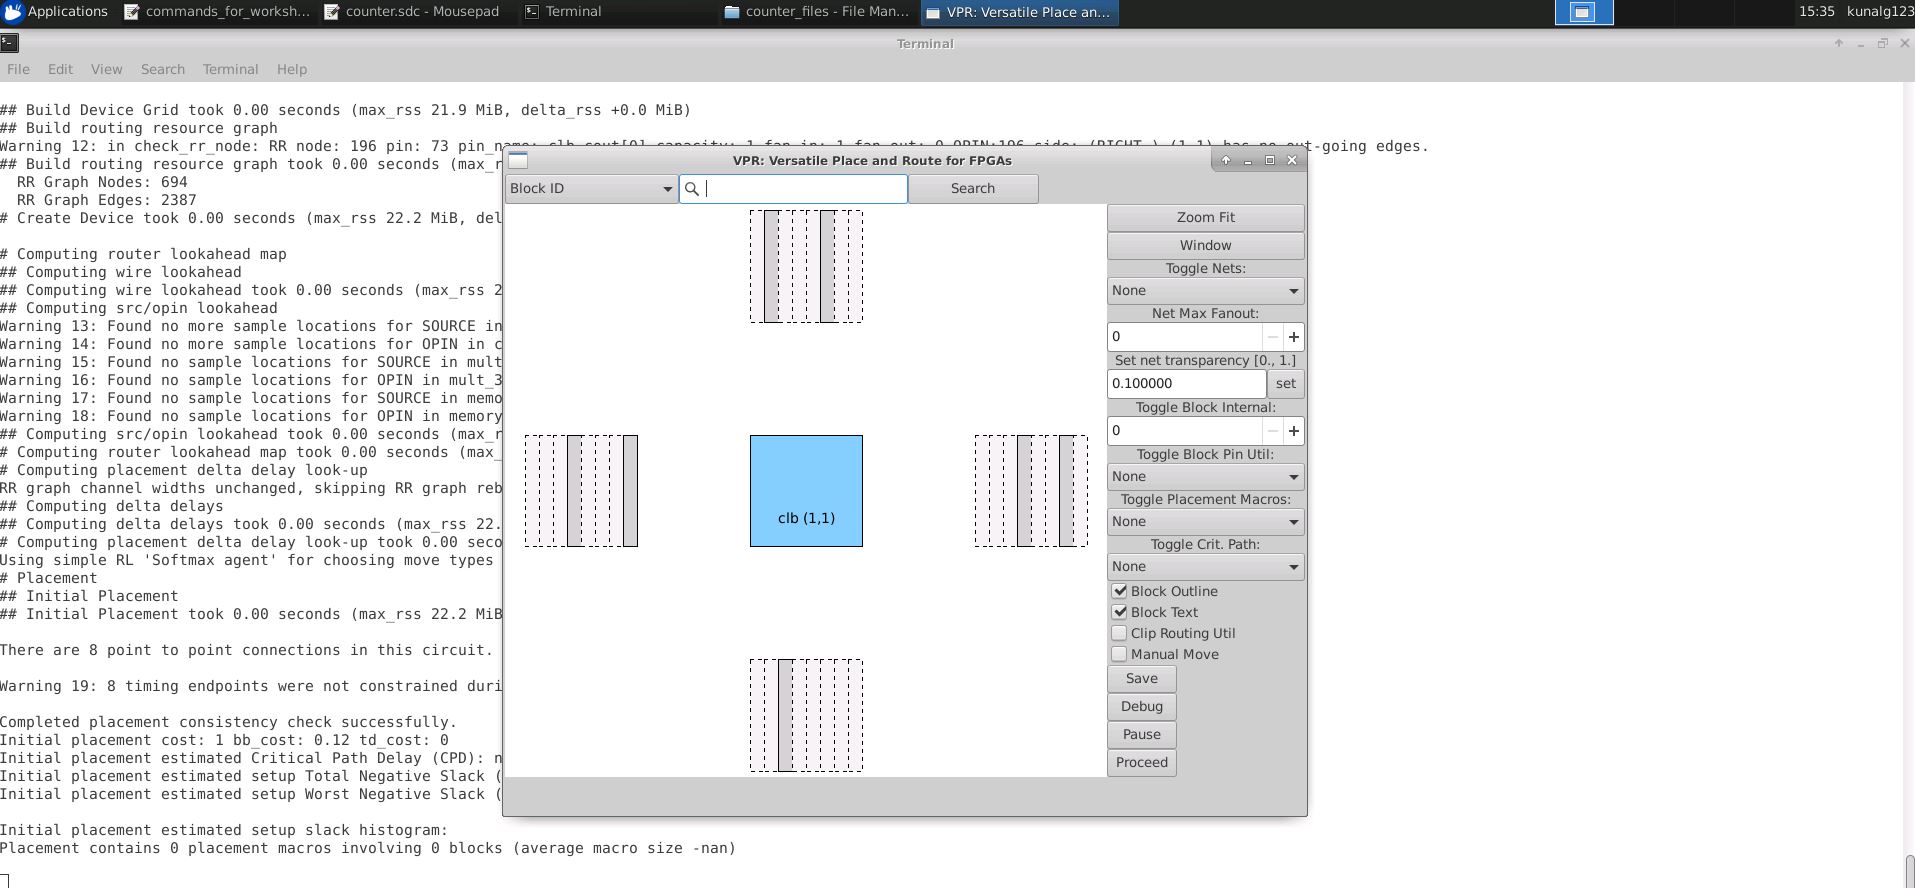 Applications commands_for_worksh... counter.sdc - Mousepad Terminal counter_files - File Man... VPR: Versatile Place an... 15:35 kunalg123
Terminal
File Edit View Search Terminal Help
## Build Device Grid took 0.00 seconds (max_rss 21.9 MiB, delta_rss +0.0 MiB)
## Build routing resource graph
Warning 12: in check_rr_node: RR node: 196 pin: 73 pin_name: clb.cout[0] capacity: 1 fan-in: 1 fan-out: 0 OPIN:196 side: (RIGHT,) (1,1) has no out-going edges.
## Build routing resource graph took 0.00 seconds (max_r
RR Graph Nodes: 694
RR Graph Edges: 2387
# Create Device took 0.00 seconds (max_rss 22.2 MiB, del
# Computing router lookahead map
## Computing wire lookahead
## Computing wire lookahead took 0.00 seconds (max_rss 2
## Computing src/opin lookahead
Warning 13: Found no more sample locations for SOURCE in
Warning 14: Found no more sample locations for OPIN in c
Warning 15: Found no sample locations for SOURCE in mult
Warning 16: Found no sample locations for OPIN in mult_3
Warning 17: Found no sample locations for SOURCE in memo
Warning 18: Found no sample locations for OPIN in memory
## Computing src/opin lookahead took 0.00 seconds (max_r
# Computing router lookahead map took 0.00 seconds (max_
# Computing placement delta delay look-up
RR graph channel widths unchanged, skipping RR graph reb
## Computing delta delays
## Computing delta delays took 0.00 seconds (max_rss 22.
# Computing placement delta delay look-up took 0.00 seco
Using simple RL 'Softmax agent' for choosing move types
# Placement
## Initial Placement
## Initial Placement took 0.00 seconds (max_rss 22.2 MiB
There are 8 point to point connections in this circuit.
Warning 19: 8 timing endpoints were not constrained duri
Completed placement consistency check successfully.
Initial placement cost: 1 bb_cost: 0.12 td_cost: 0
Initial placement estimated Critical Path Delay (CPD): n
Initial placement estimated setup Total Negative Slack (
Initial placement estimated setup Worst Negative Slack (
Initial placement estimated setup slack histogram:
Placement contains 0 placement macros involving 0 blocks (average macro size -nan)
VPR: Versatile Place and Route for FPGAs
Block ID Search
clb (1,1)
Zoom Fit
Window
Toggle Nets:
None
Net Max Fanout:
0
Set net transparency [0., 1.]
0.100000 set
Toggle Block Internal:
0
Toggle Block Pin Util:
None
Toggle Placement Macros:
None
Toggle Crit. Path:
None
Block Outline
Block Text
Clip Routing Util
Manual Move
Save
Debug
Pause
Proceed